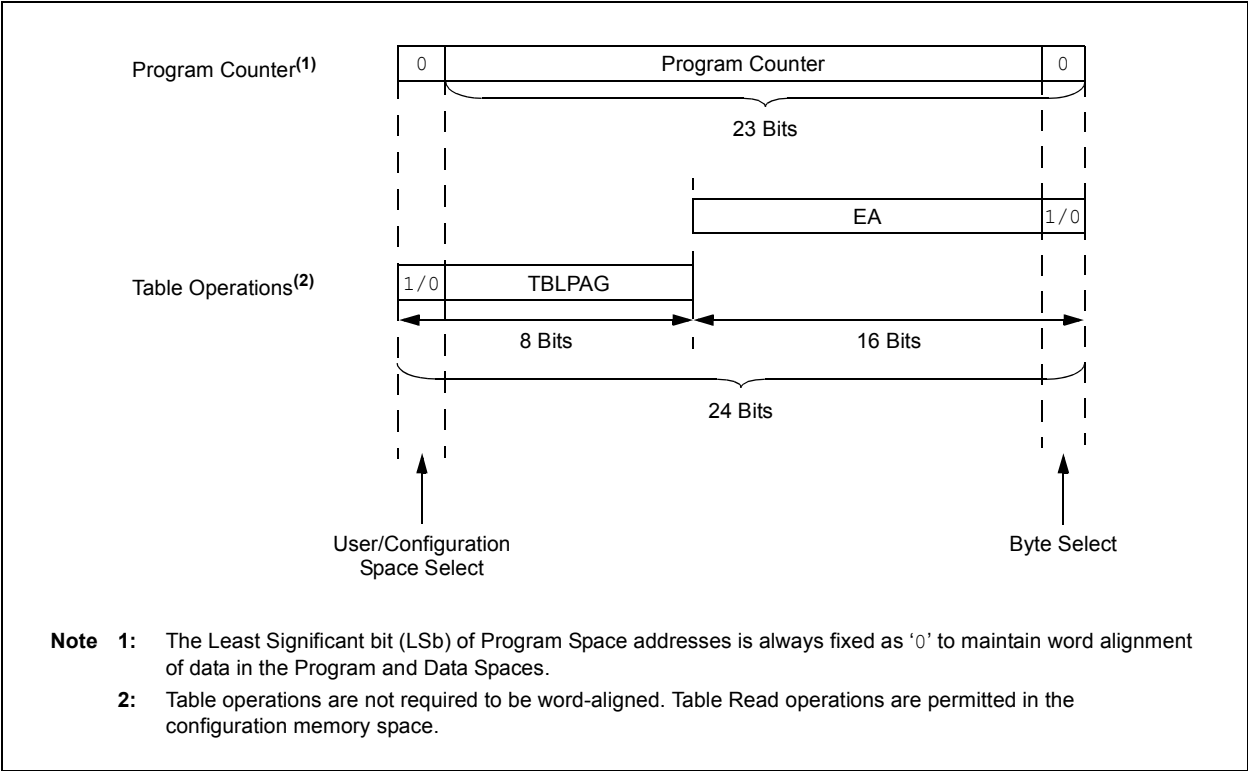 Program Counter(1)
0
Program Counter
0
23 Bits
EA
1/0
Table Operations(2)
1/0
TBLPAG
8 Bits
16 Bits
24 Bits
User/Configuration
Space Select
Byte Select
Note 1: The Least Significant bit (LSb) of Program Space addresses is always fixed as ‘0’ to maintain word alignment
of data in the Program and Data Spaces.
2: Table operations are not required to be word-aligned. Table Read operations are permitted in the
configuration memory space.